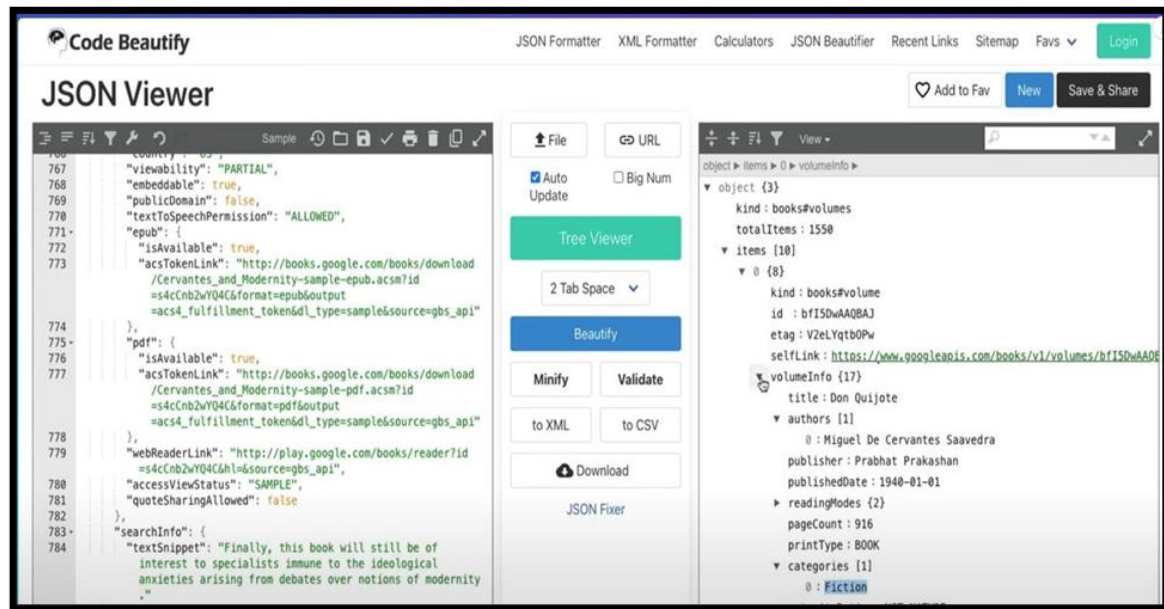 Code Beautify
JSON Formatter XML Formatter Calculators JSON Beautifier Recent Links Sitemap Favs Login
JSON Viewer
Add to Fav New Save & Share
Sample
766 "country": "US",
767 "viewability": "PARTIAL",
768 "embeddable": true,
769 "publicDomain": false,
770 "textToSpeechPermission": "ALLOWED",
771 "epub": {
772 "isAvailable": true,
773 "acsTokenLink": "http://books.google.com/books/download
/Cervantes_and_Modernity-sample-epub.acsm?id
=s4cCnb2wYQ4C&format=epub&output
=acs4_fulfillment_token&dl_type=sample&source=gbs_api"
774 },
775 "pdf": {
776 "isAvailable": true,
777 "acsTokenLink": "http://books.google.com/books/download
/Cervantes_and_Modernity-sample-pdf.acsm?id
=s4cCnb2wYQ4C&format=pdf&output
=acs4_fulfillment_token&dl_type=sample&source=gbs_api"
778 },
779 "webReaderLink": "http://play.google.com/books/reader?id
=s4cCnb2wYQ4C&hl=&source=gbs_api",
780 "accessViewStatus": "SAMPLE",
781 "quoteSharingAllowed": false
782 },
783 "searchInfo": {
784 "textSnippet": "Finally, this book will still be of
interest to specialists immune to the ideological
anxieties arising from debates over notions of modernity
."
File URL
Auto Update Big Num
Tree Viewer
2 Tab Space
Beautify
Minify Validate
to XML to CSV
Download
JSON Fixer
View
object ▶ items ▶ 0 ▶ volumeInfo ▶
object {3}
kind : books#volumes
totalItems : 1550
items [10]
0 {8}
kind : books#volume
id : bfI5DwAAQBAJ
etag : V2eLYqtbOPw
selfLink : https://www.googleapis.com/books/v1/volumes/bfI5DwAAQB
volumeInfo {17}
title : Don Quijote
authors [1]
0 : Miguel De Cervantes Saavedra
publisher : Prabhat Prakashan
publishedDate : 1940-01-01
readingModes {2}
pageCount : 916
printType : BOOK
categories [1]
0 : Fiction